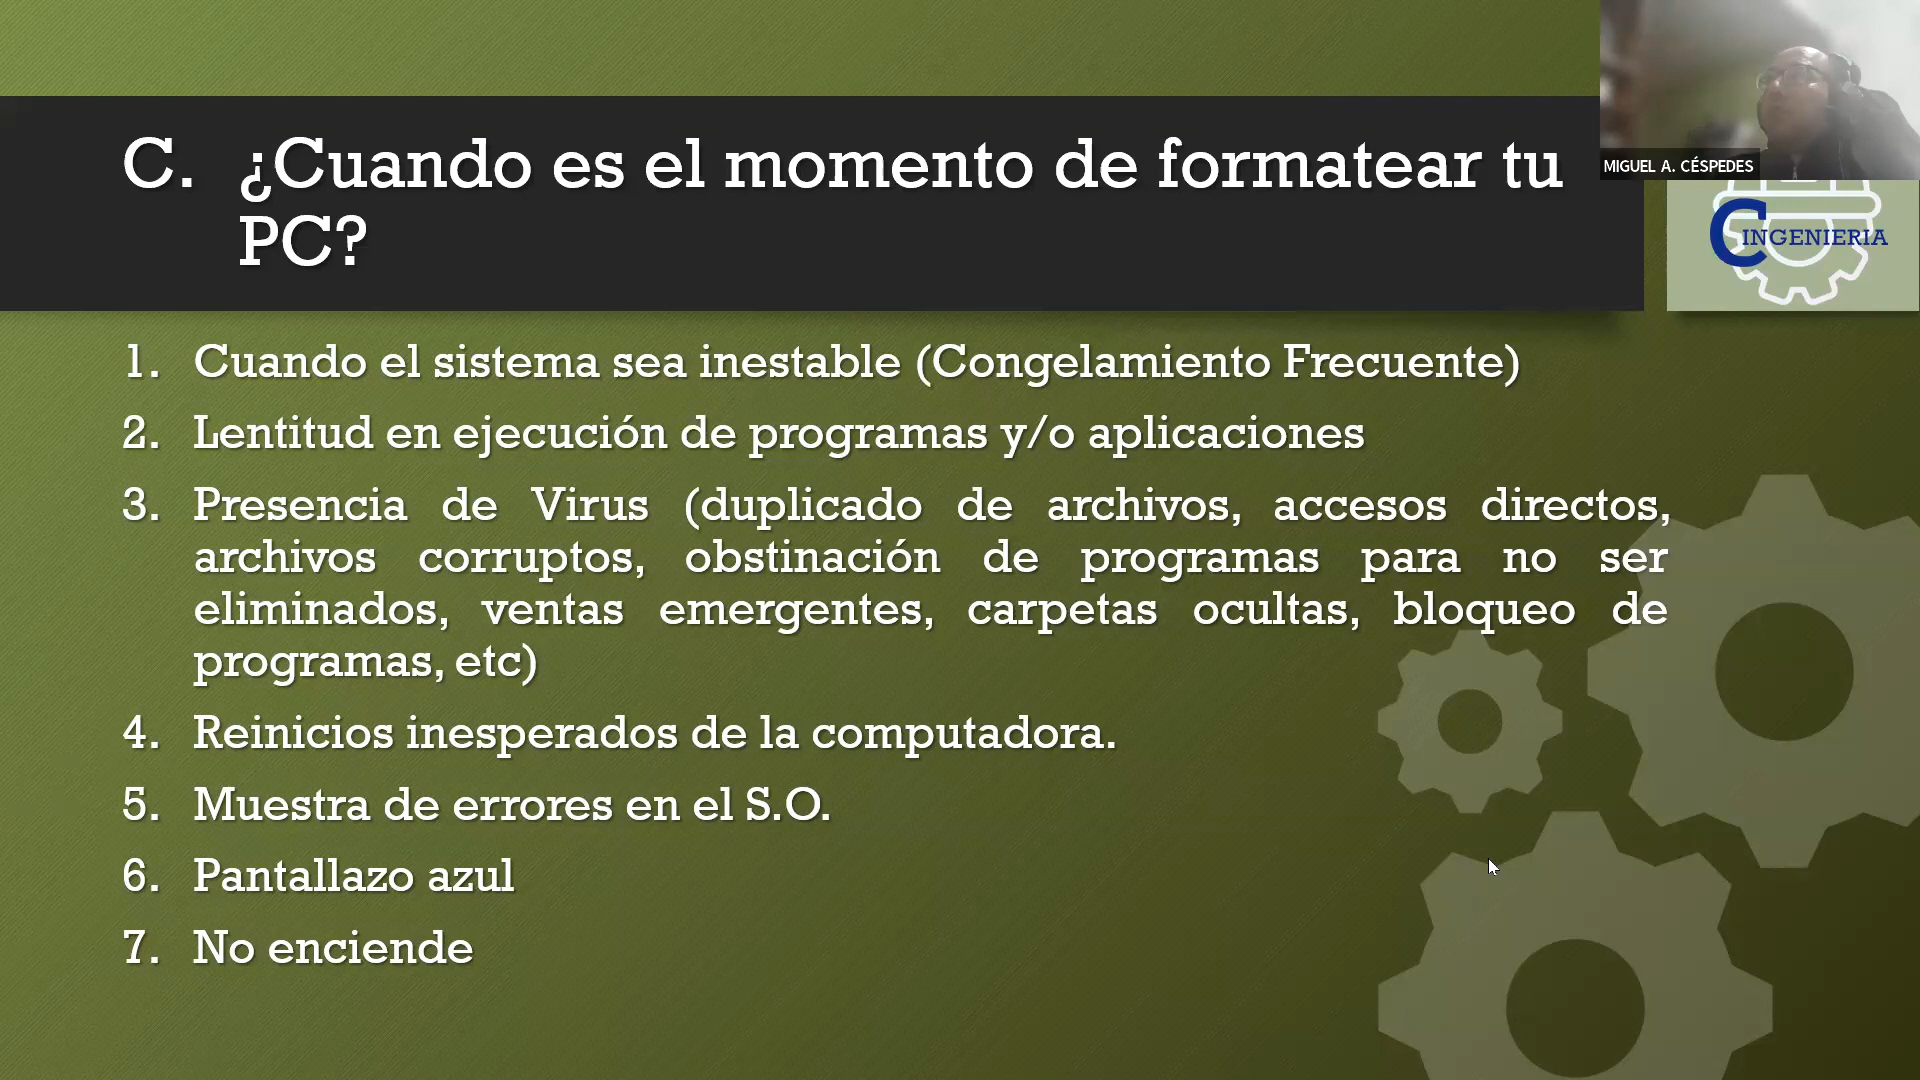 C. ¿Cuando es el momento de formatear tu
PC?
MIGUEL A. CÉSPEDES
C INGENIERIA
1. Cuando el sistema sea inestable (Congelamiento Frecuente)
2. Lentitud en ejecución de programas y/o aplicaciones
3. Presencia de Virus (duplicado de archivos, accesos directos,
archivos corruptos, obstinación de programas para no ser
eliminados, ventas emergentes, carpetas ocultas, bloqueo de
programas, etc)
4. Reinicios inesperados de la computadora.
5. Muestra de errores en el S.O.
6. Pantallazo azul
7. No enciende